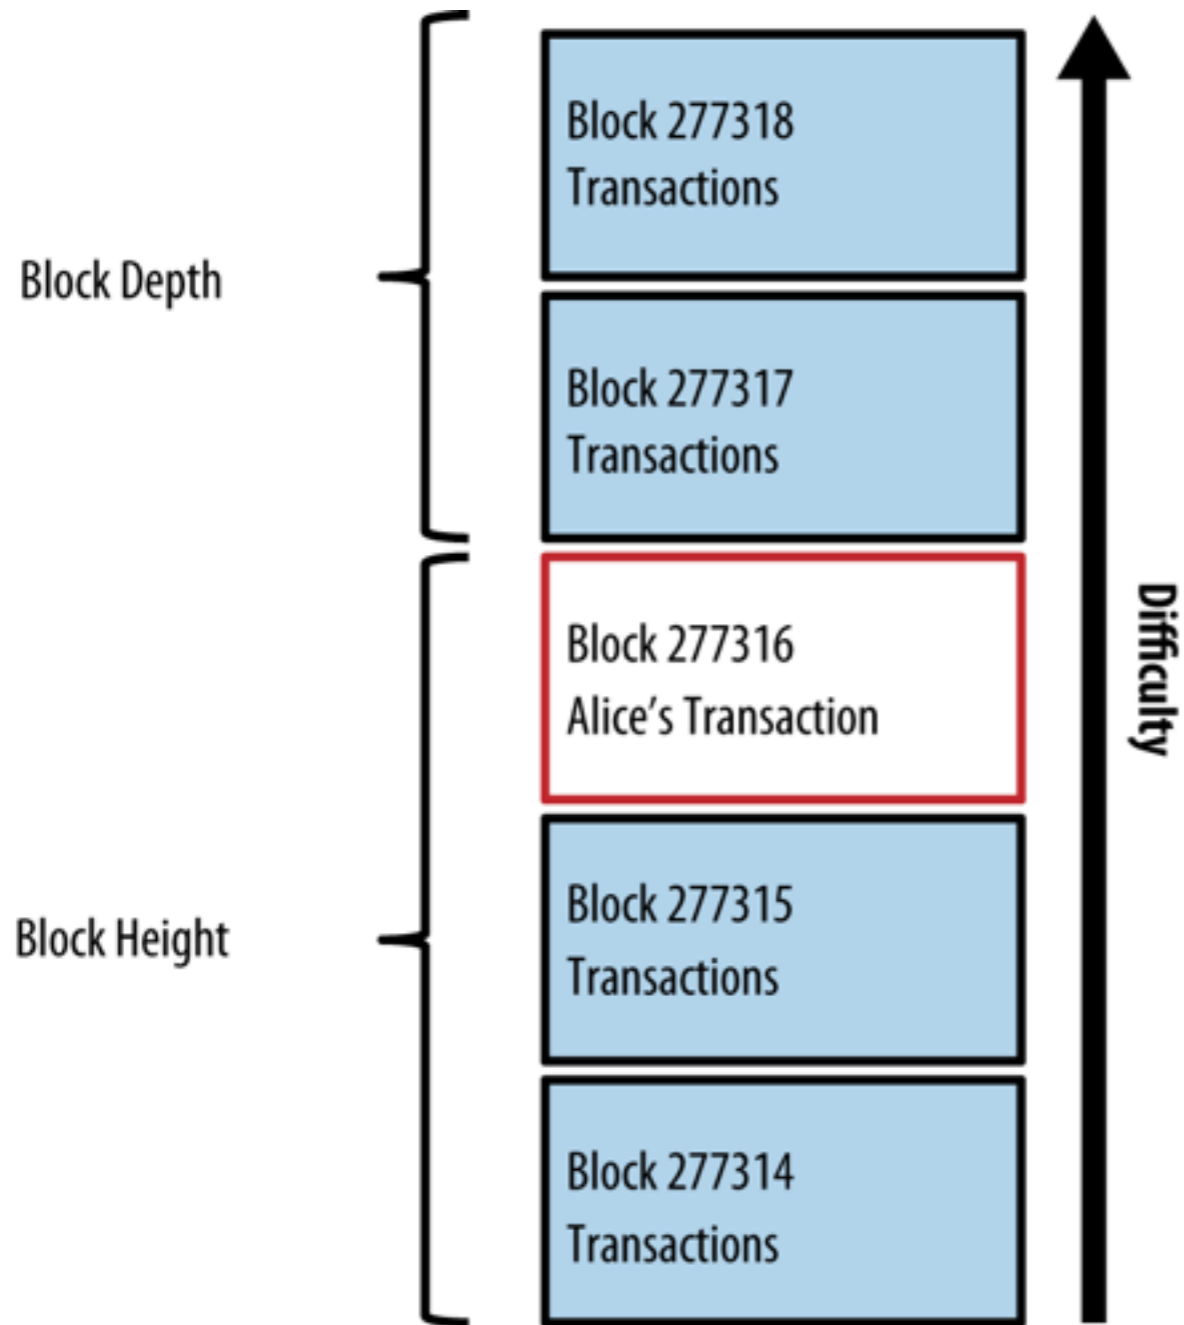 Block 277318
Transactions
Block Depth
Block 277317
Transactions
Block 277316
Alice's Transaction
Difficulty
Block 277315
Transactions
Block Height
Block 277314
Transactions